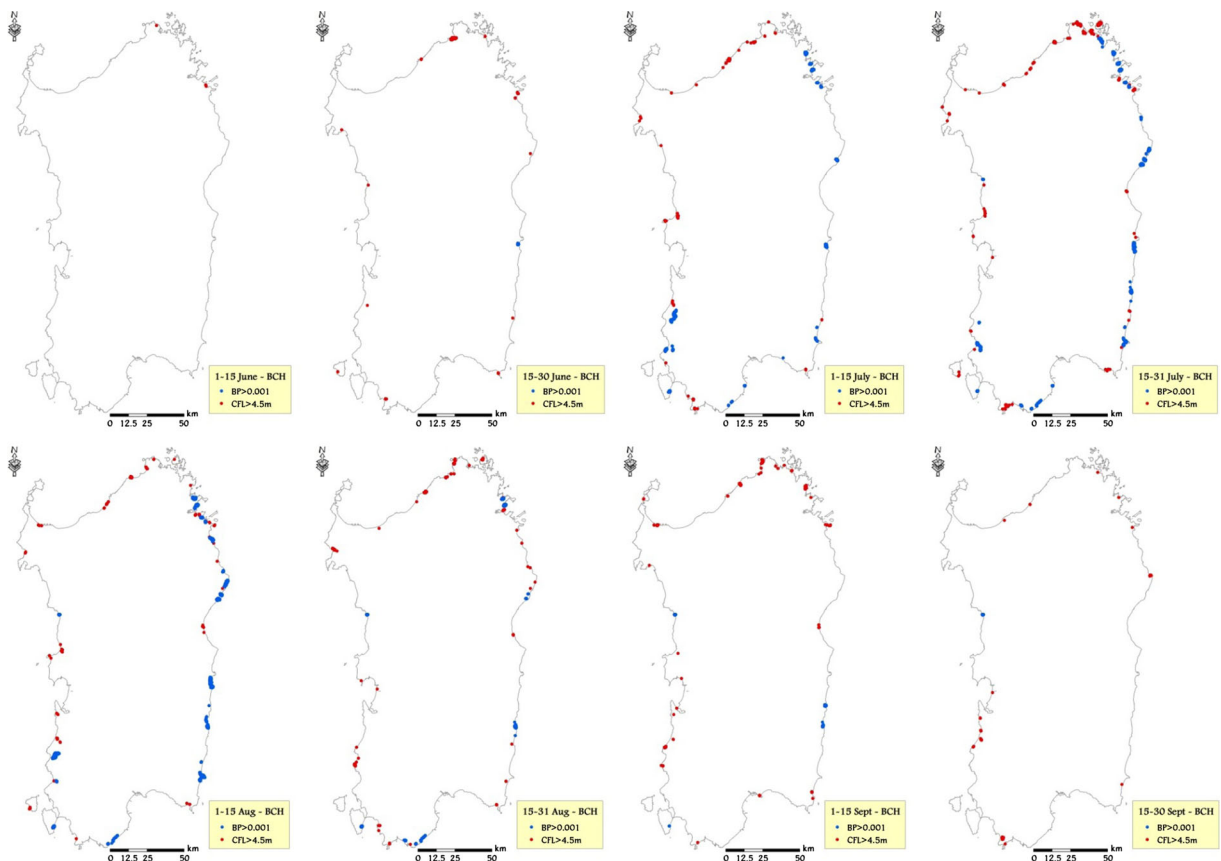 N
1-15 June - BCH
BP>0.001
CFL>4.5m
km
0 12.5 25 50
N
15-30 June - BCH
BP>0.001
CFL>4.5m
km
0 12.5 25 50
N
1-15 July - BCH
BP>0.001
CFL>4.5m
km
0 12.5 25 50
N
15-31 July - BCH
BP>0.001
CFL>4.5m
km
0 12.5 25 50
N
1-15 Aug - BCH
BP>0.001
CFL>4.5m
km
0 12.5 25 50
N
15-31 Aug - BCH
BP>0.001
CFL>4.5m
km
0 12.5 25 50
N
1-15 Sept - BCH
BP>0.001
CFL>4.5m
km
0 12.5 25 50
N
15-30 Sept - BCH
BP>0.001
CFL>4.5m
km
0 12.5 25 50